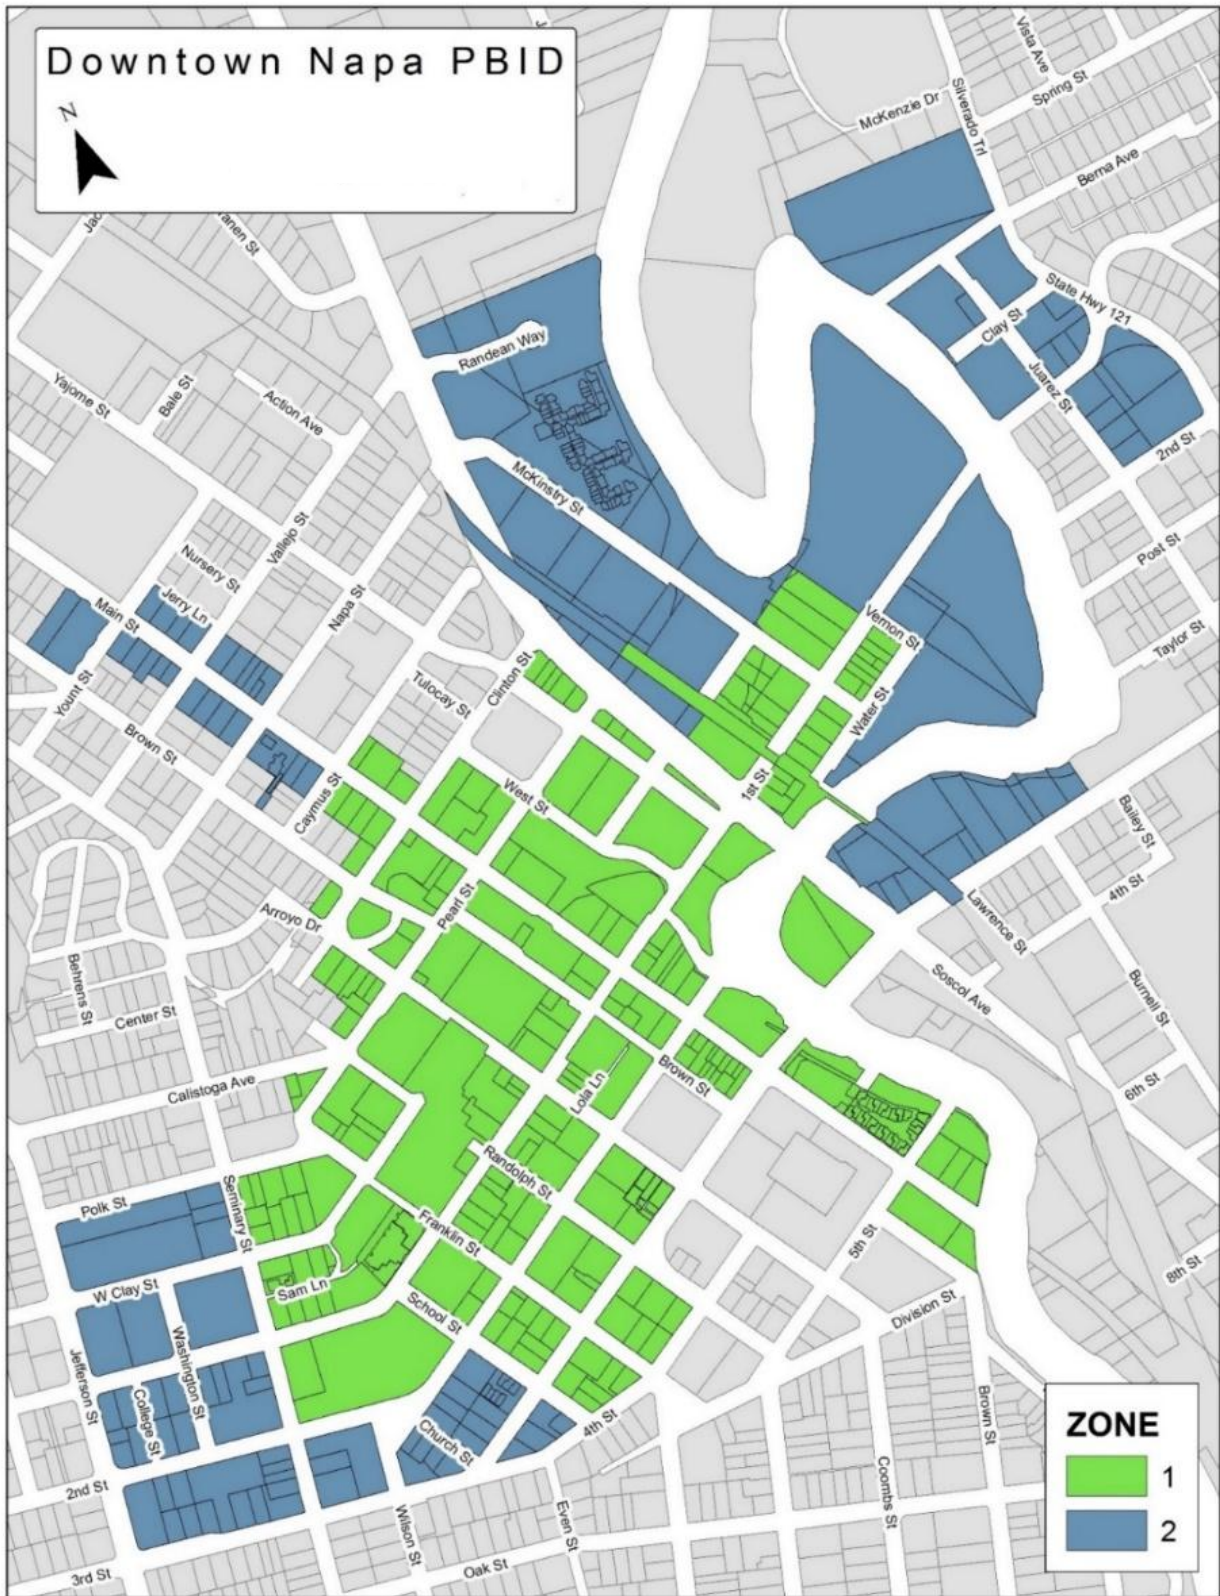 Downtown Napa PBID
N
Vista Ave
Spring St
Silverado Trl
McKenzie Dr
Berna Ave
State Hwy 121
Clay St
Juarez St
2nd St
Randean Way
Bale St
Action Ave
Yajome St
McKinstry St
Post St
Vallejo St
Nursery St
Jerry Ln
Main St
Napa St
Vernon St
Taylor St
Clinton St
Tulocay St
Yount St
Brown St
Water St
1st St
West St
Caymus St
Bailey St
4th St
Pearl St
Arroyo Dr
Lawrence St
Soscol Ave
Behrens St
Center St
Burnell St
Brown St
Lola Ln
Calistoga Ave
6th St
Randolph St
Seminary St
Polk St
Franklin St
5th St
8th St
W Clay St
Sam Ln
School St
Division St
Washington St
Jefferson St
College St
Church St
4th St
Brown St
2nd St
Wilson St
Even St
Coombs St
3rd St
Oak St
ZONE
1
2